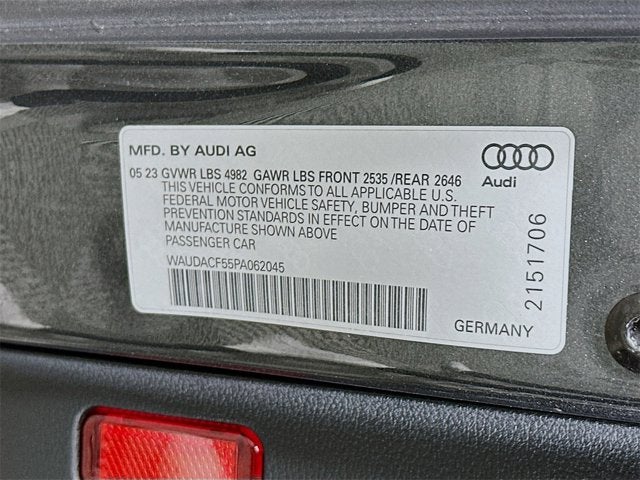 MFD. BY AUDI AG
05 23 GVWR LBS 4982 GAWR LBS FRONT 2535 /REAR 2646
THIS VEHICLE CONFORMS TO ALL APPLICABLE U.S.
FEDERAL MOTOR VEHICLE SAFETY, BUMPER AND THEFT
PREVENTION STANDARDS IN EFFECT ON THE DATE OF
MANUFACTURE SHOWN ABOVE
PASSENGER CAR
WAUDACF55PA062045
Audi
2151706
GERMANY